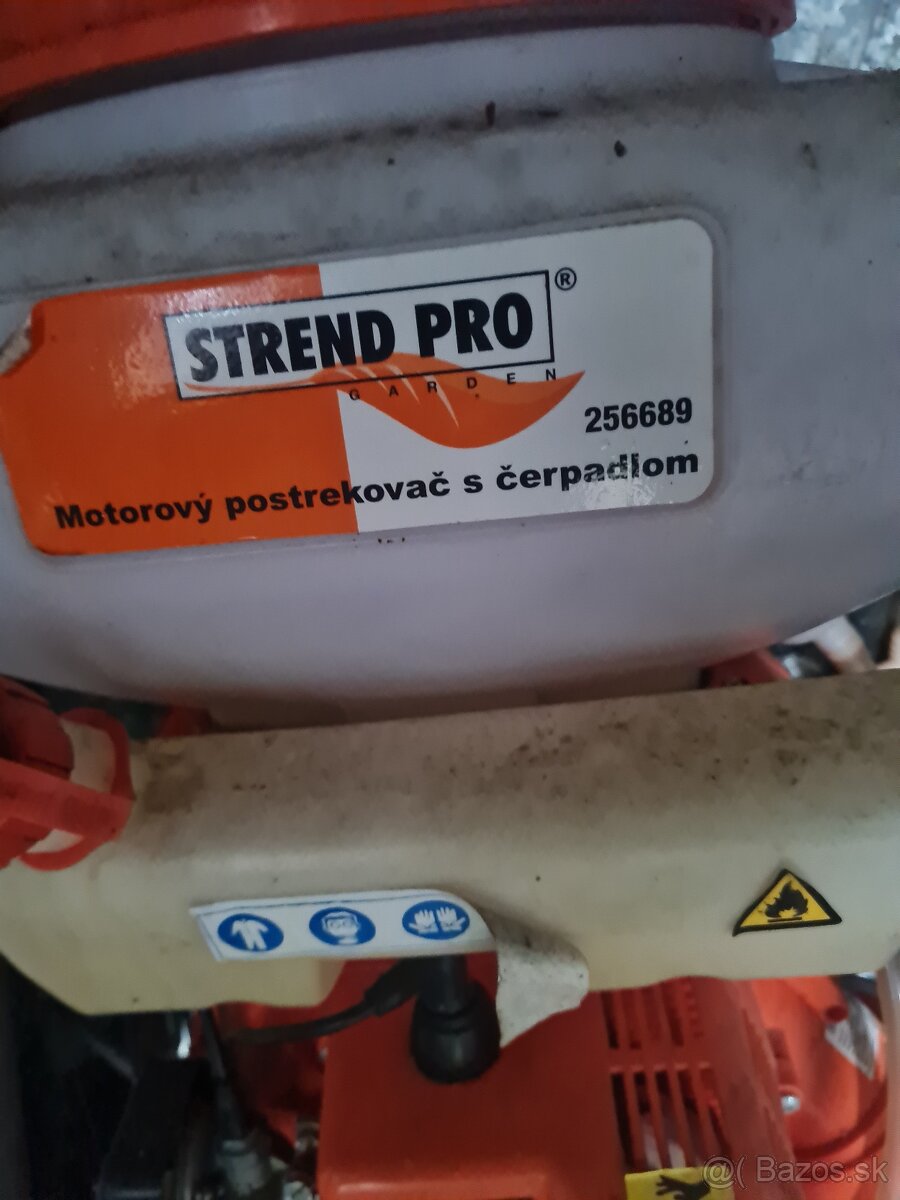 STREND PRO®
GARDEN
256689
Motorový postrekovač s čerpadlom
@( Bazos.sk